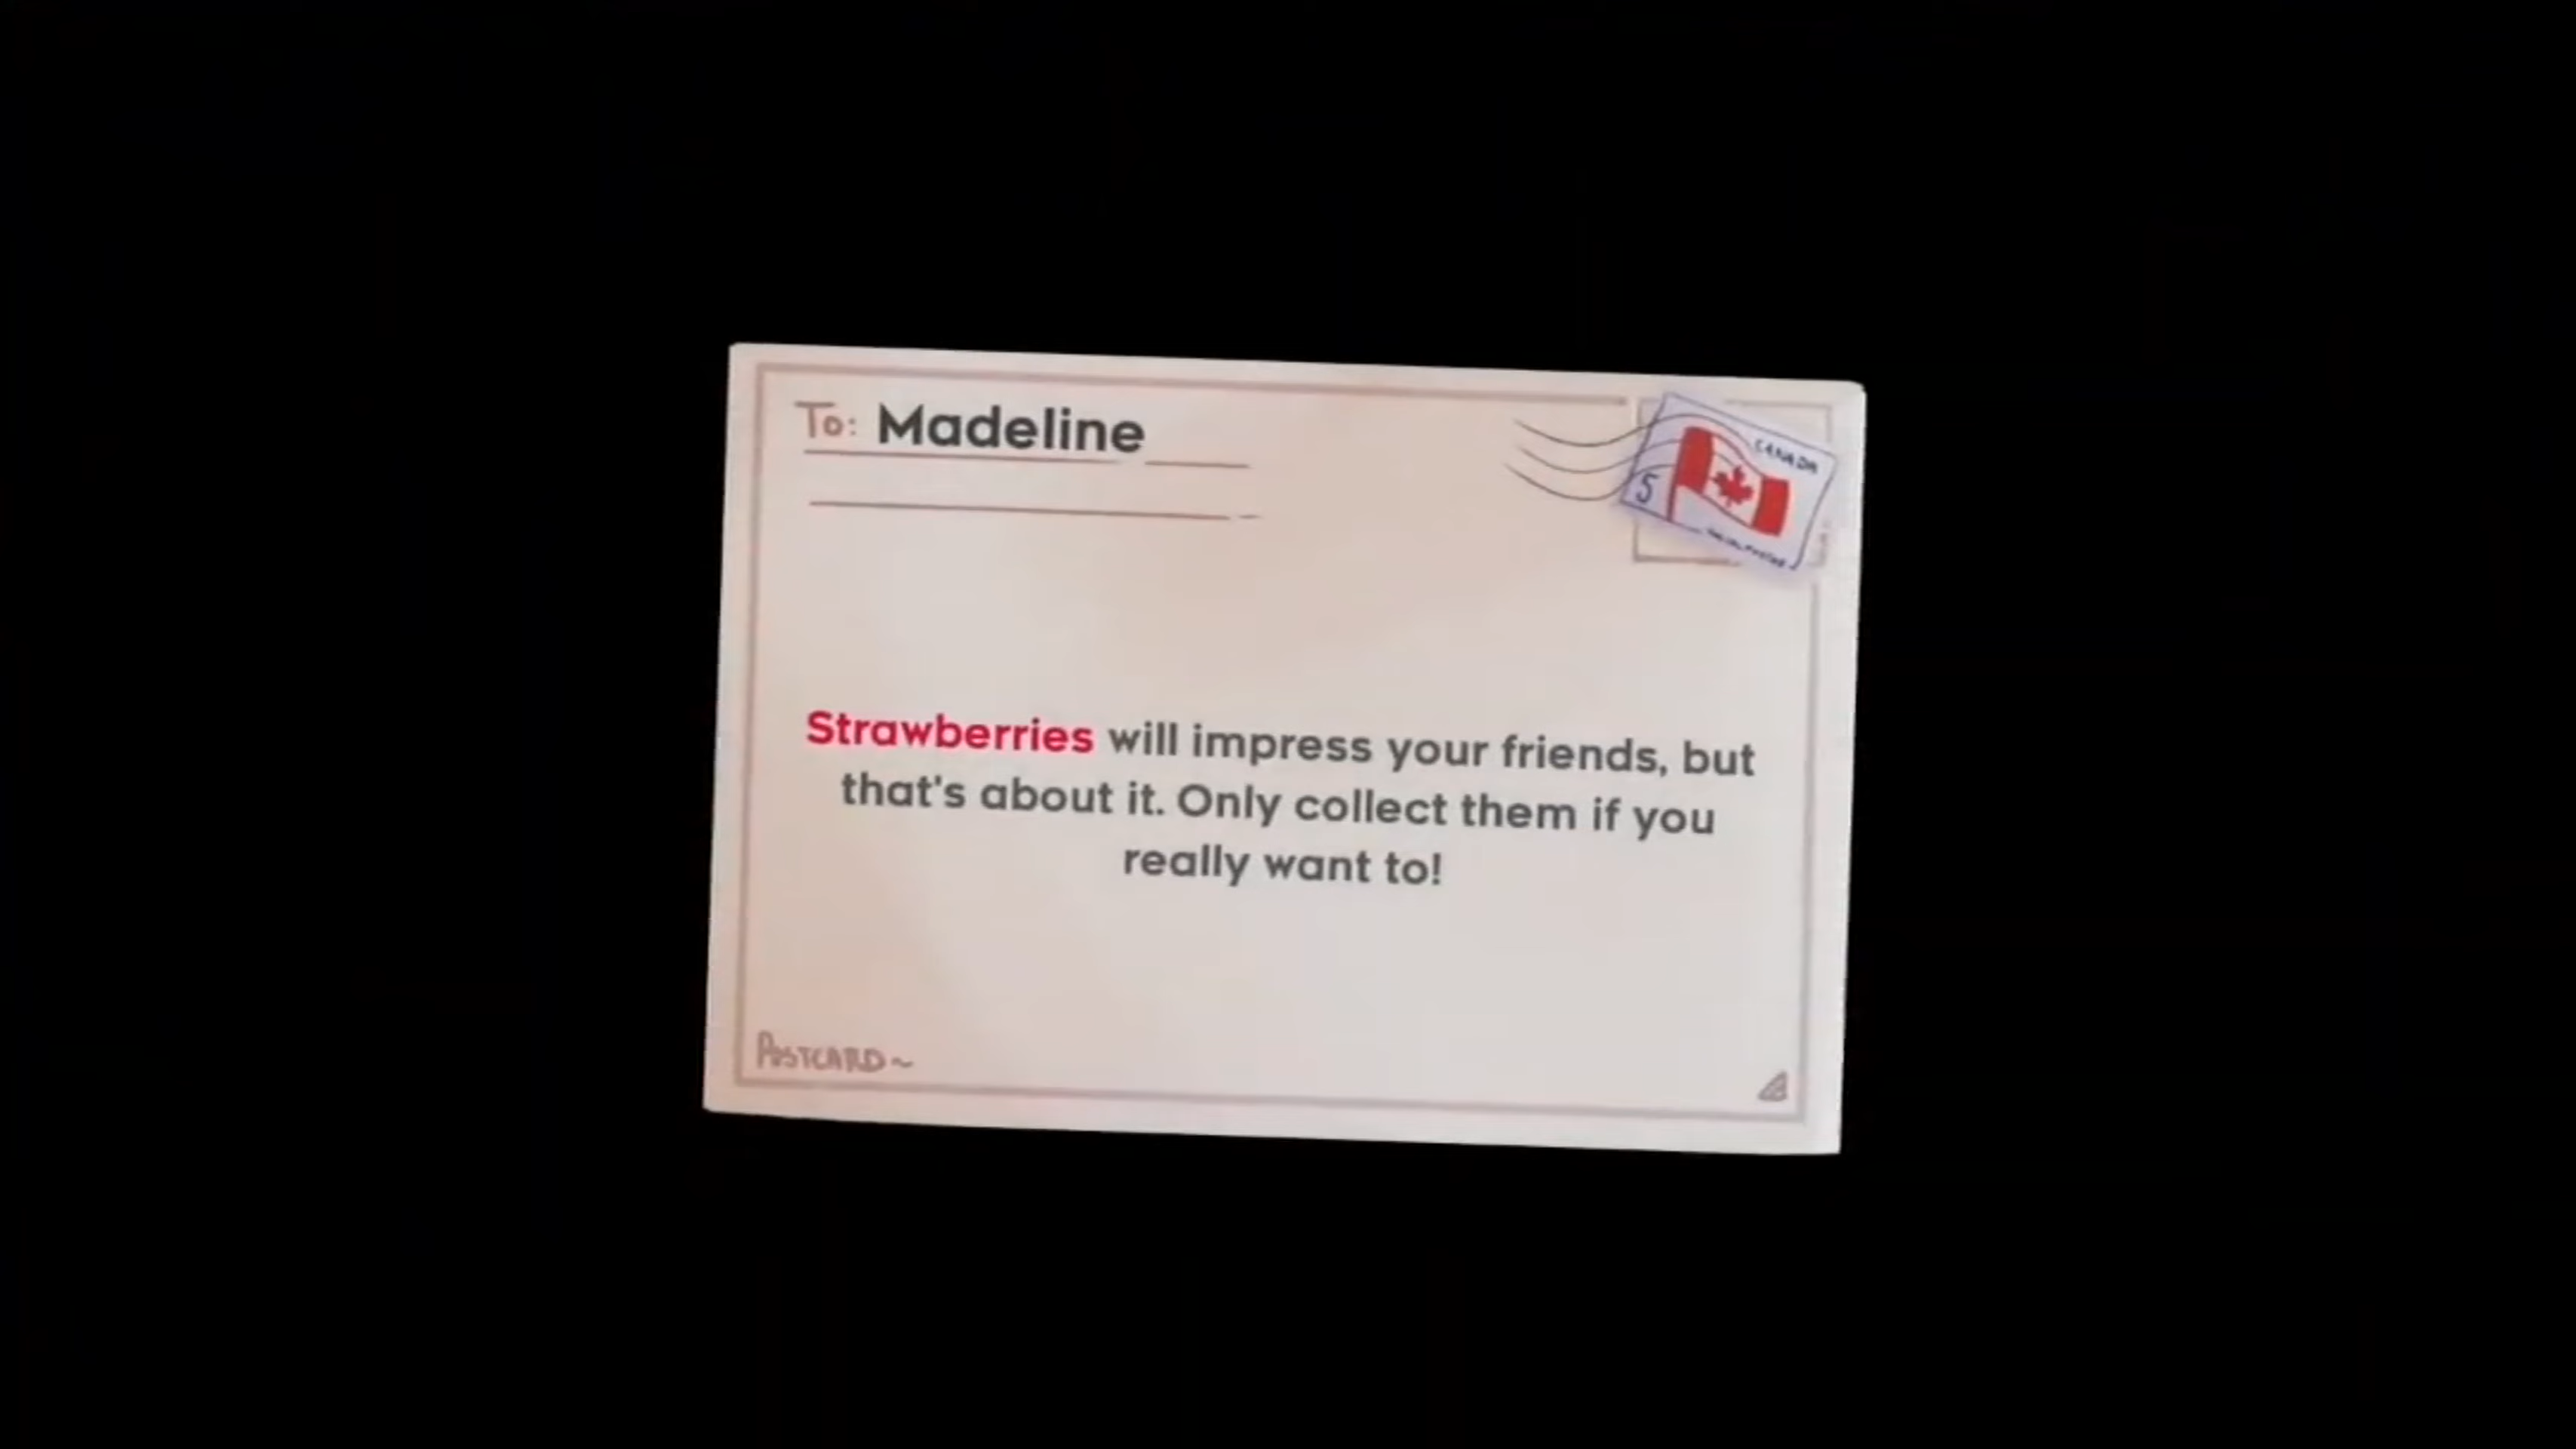 To: Madeline
CANADA
5
Strawberries will impress your friends, but
that's about it. Only collect them if you
really want to!
POSTCARD~